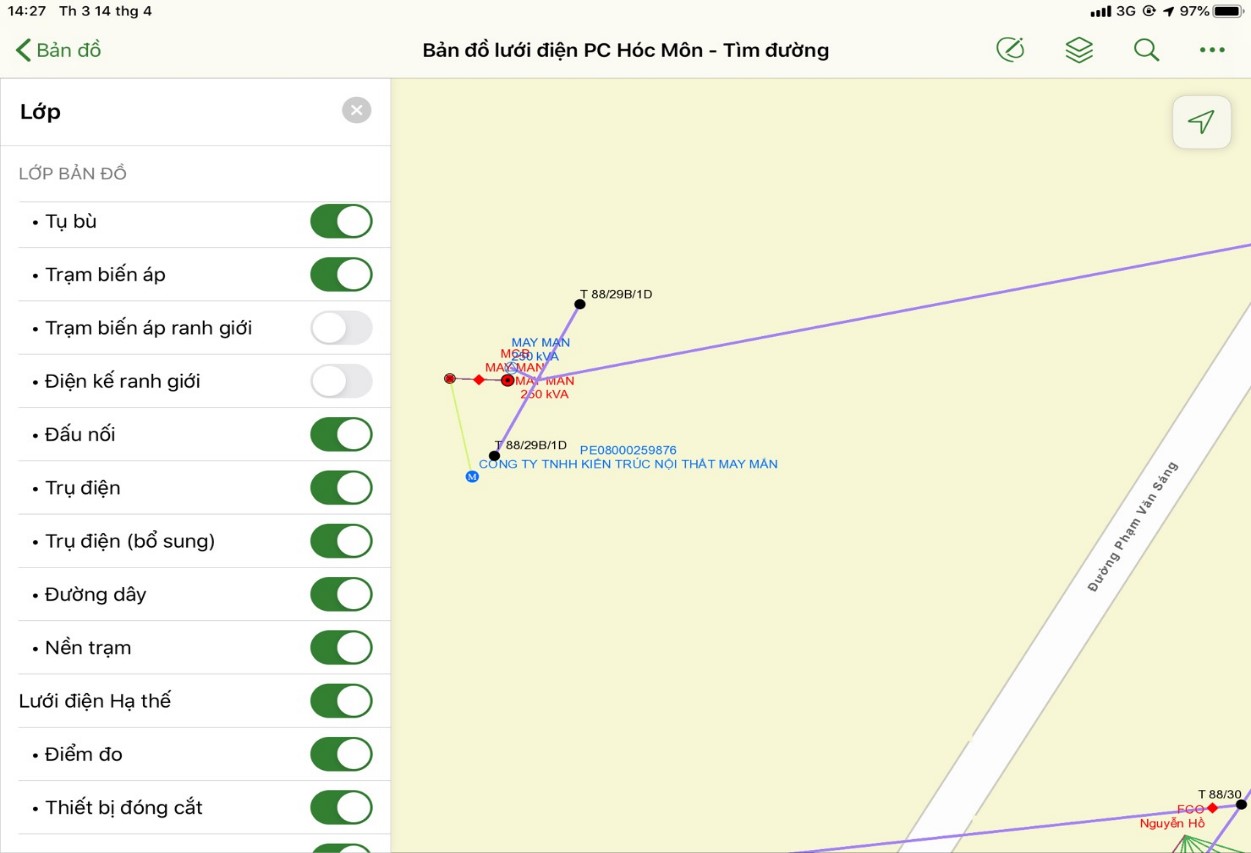 14:27 Th 3 14 thg 4
3G 97%
Bản đồ
Bản đồ lưới điện PC Hóc Môn - Tìm đường
Lớp
LỚP BẢN ĐỒ
• Tụ bù
• Trạm biến áp
• Trạm biến áp ranh giới
• Điện kế ranh giới
• Đấu nối
• Trụ điện
• Trụ điện (bổ sung)
• Đường dây
• Nền trạm
Lưới điện Hạ thế
• Điểm đo
• Thiết bị đóng cắt
T 88/29B/1D
MAY MAN
MCB
250 kVA
MAY MAN
MAY MAN
250 kVA
T 88/29B/1D
PE08000259876
CÔNG TY TNHH KIẾN TRÚC NỘI THẤT MAY MẮN
M
Đường Phạm Văn Sáng
T 88/30
FCO
Nguyễn Hồ